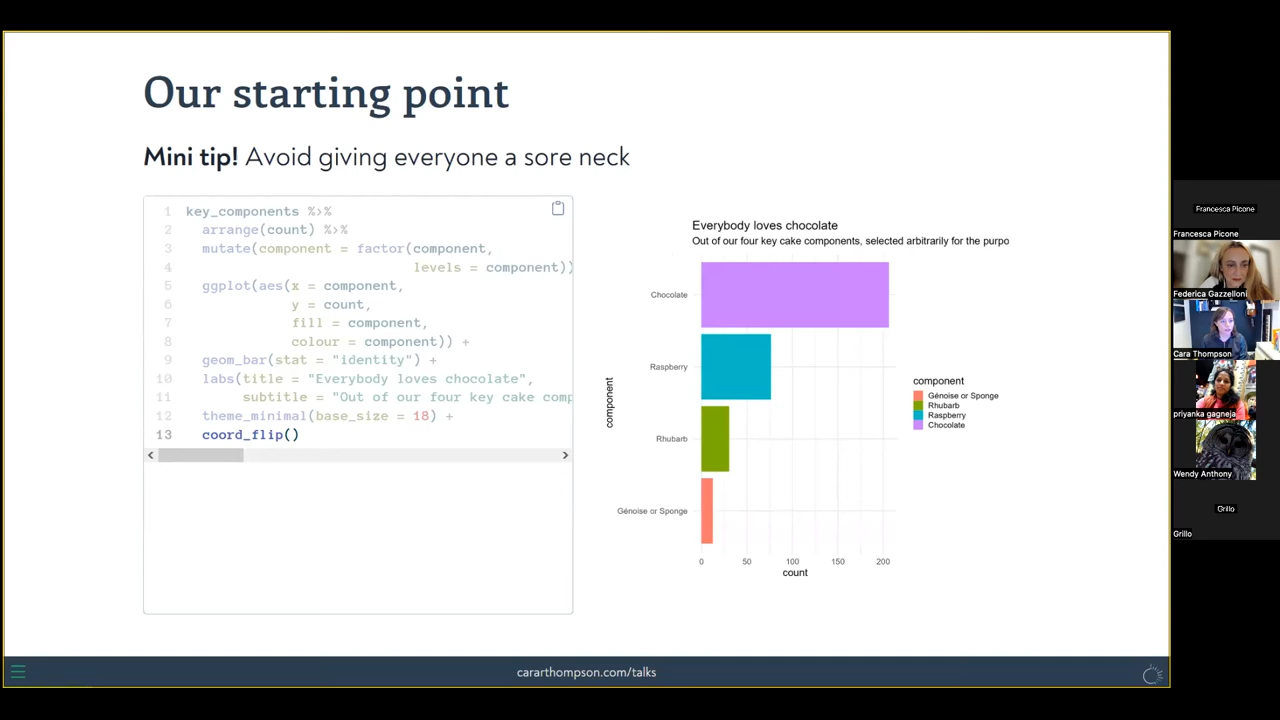 Our starting point
Mini tip! Avoid giving everyone a sore neck
1 key_components %>%
2 arrange(count) %>%
3 mutate(component = factor(component,
4 levels = component))
5 ggplot(aes(x = component,
6 y = count,
7 fill = component,
8 colour = component)) +
9 geom_bar(stat = "identity") +
10 labs(title = "Everybody loves chocolate",
11 subtitle = "Out of our four key cake comp
12 theme_minimal(base_size = 18) +
13 coord_flip()
Everybody loves chocolate
Out of our four key cake components, selected arbitrarily for the purpo
component
Chocolate
Raspberry
Rhubarb
Génoise or Sponge
0 50 100 150 200
count
component
Génoise or Sponge
Rhubarb
Raspberry
Chocolate
cararthompson.com/talks
Francesca Picone
Francesca Picone
Federica Gazzelloni
Cara Thompson
priyanka gagneja
Wendy Anthony
Grillo
Grillo